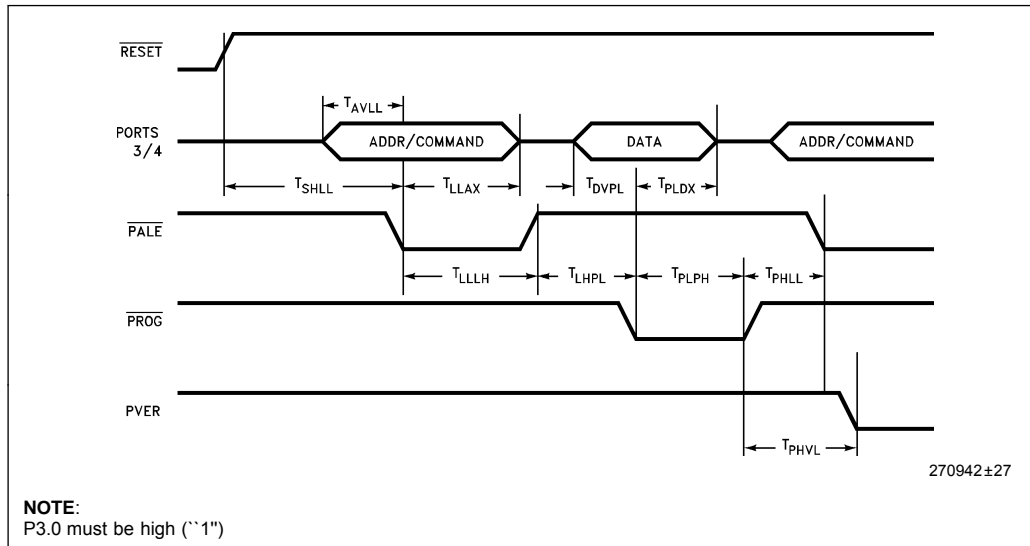 RESET
T_AVLL
PORTS
3/4
ADDR/COMMAND
DATA
ADDR/COMMAND
T_SHLL
T_LLAX
T_DVPL
T_PLDX
PALE
T_LLLH
T_LHPL
T_PLPH
T_PHLL
PROG
PVER
T_PHVL
270942±27
NOTE:
P3.0 must be high (``1'')